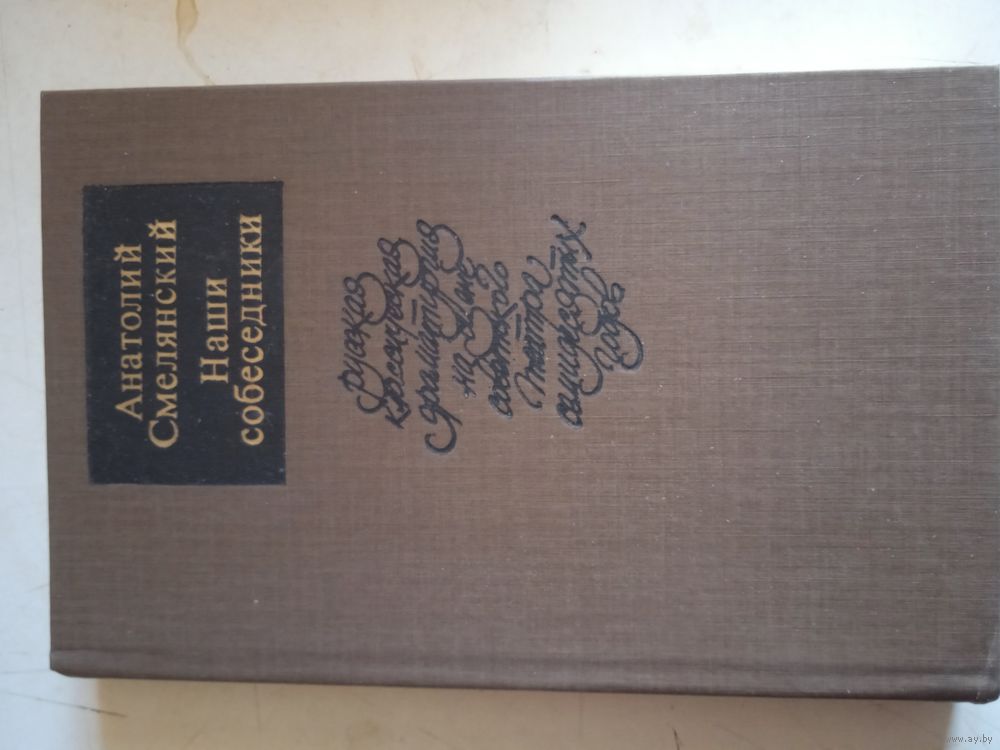 Анатолий
Смелянский
Наши
собеседники
Русская
классическая
драматургия
на сцене
советского
театра
семидесятых
годов
www.ay.by